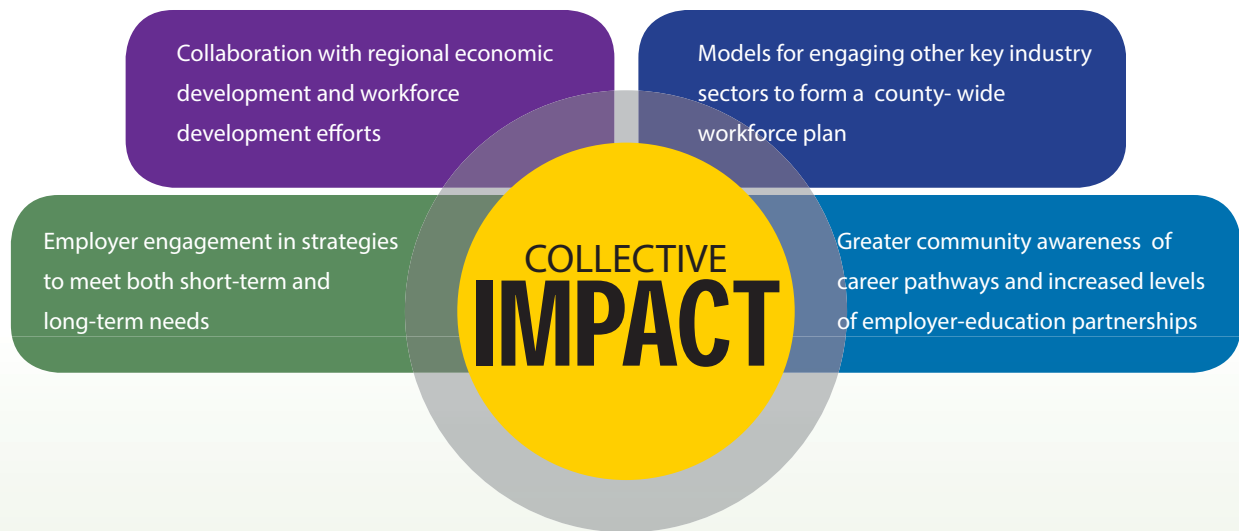 Collaboration with regional economic
development and workforce
development efforts
Models for engaging other key industry
sectors to form a county- wide
workforce plan
Employer engagement in strategies
to meet both short-term and
long-term needs
COLLECTIVE
IMPACT
Greater community awareness of
career pathways and increased levels
of employer-education partnerships